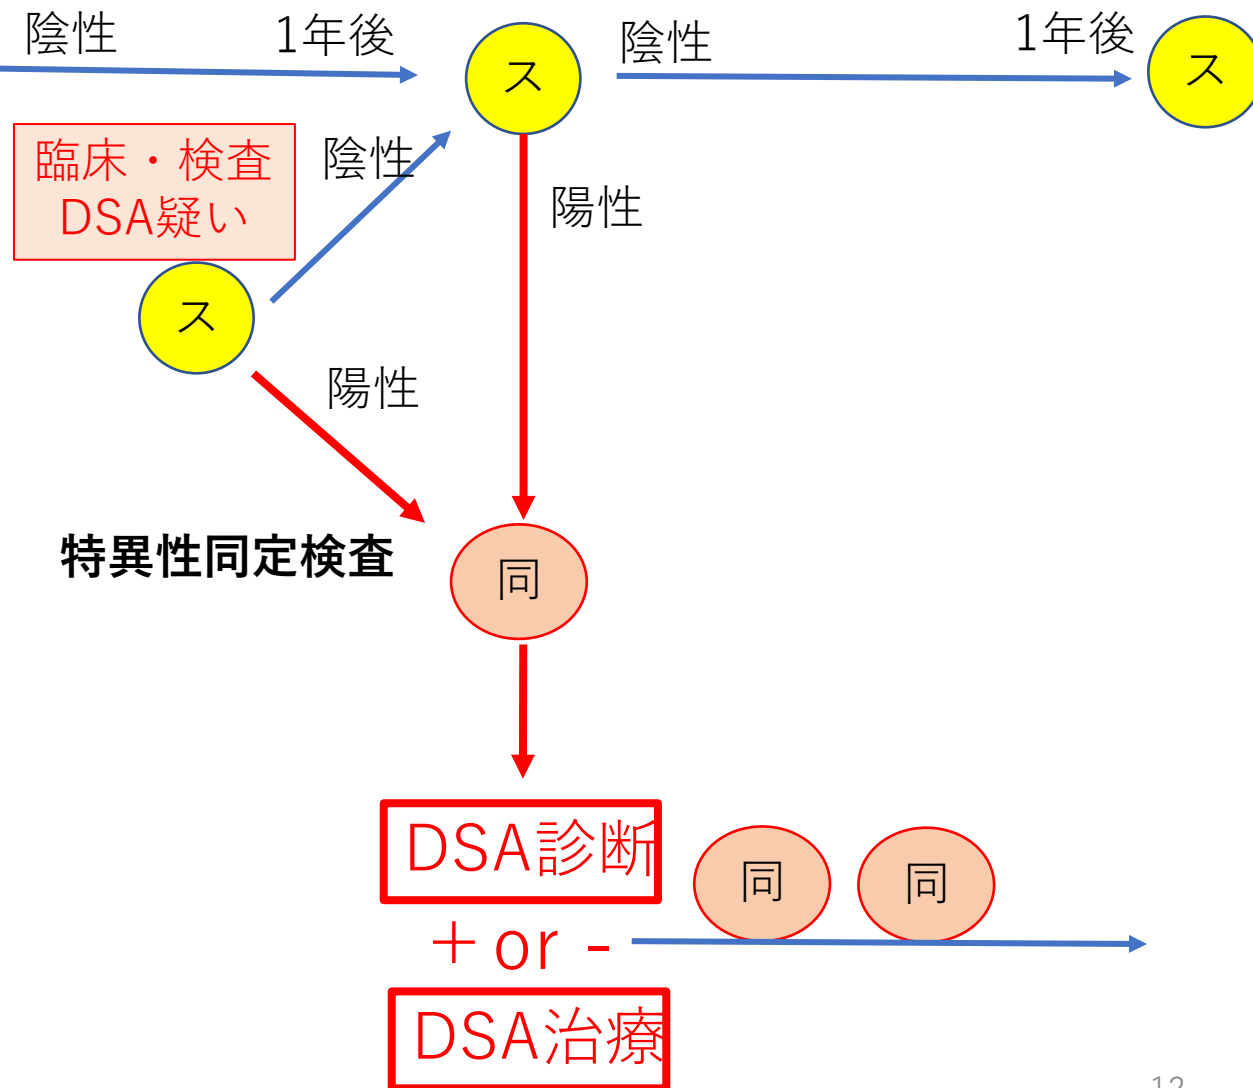 陰性
1年後
ス
陰性
1年後
ス
臨床・検査
DSA疑い
陰性
陽性
ス
陽性
特異性同定検査
同
DSA診断
同
同
＋or -
DSA治療
12